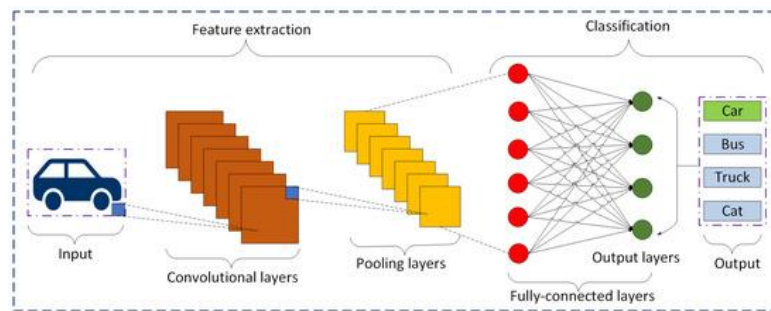 Feature extraction
Classification
Car
Bus
Truck
Cat
Input
Convolutional layers
Pooling layers
Output layers
Output
Fully-connected layers